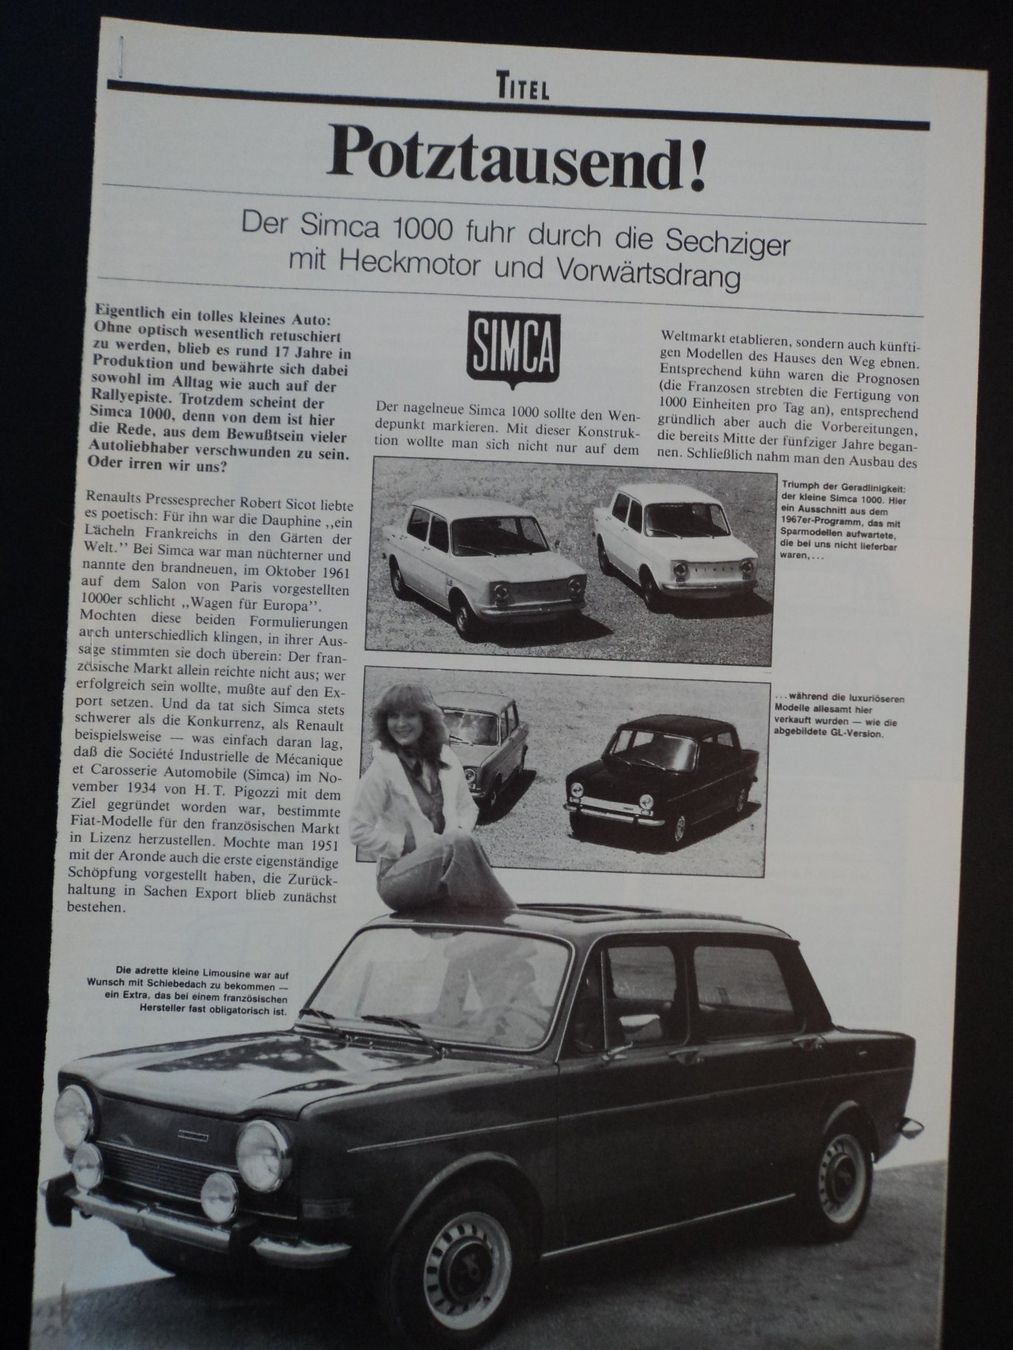 TITEL
Potztausend!
Der Simca 1000 fuhr durch die Sechziger
mit Heckmotor und Vorwärtsdrang
Eigentlich ein tolles kleines Auto:
Ohne optisch wesentlich retuschiert
zu werden, blieb es rund 17 Jahre in
Produktion und bewährte sich dabei
sowohl im Alltag wie auch auf der
Rallyepiste. Trotzdem scheint der
Simca 1000, denn von dem ist hier
die Rede, aus dem Bewußtsein vieler
Autoliebhaber verschwunden zu sein.
Oder irren wir uns?
Renaults Pressesprecher Robert Sicot liebte
es poetisch: Für ihn war die Dauphine „ein
Lächeln Frankreichs in den Gärten der
Welt.” Bei Simca war man nüchterner und
nannte den brandneuen, im Oktober 1961
auf dem Salon von Paris vorgestellten
1000er schlicht „Wagen für Europa”.
Mochten diese beiden Formulierungen
auch unterschiedlich klingen, in ihrer Aus-
sage stimmten sie doch überein: Der fran-
zösische Markt allein reichte nicht aus; wer
erfolgreich sein wollte, mußte auf den Ex-
port setzen. Und da tat sich Simca stets
schwerer als die Konkurrenz, als Renault
beispielsweise — was einfach daran lag,
daß die Société Industrielle de Mécanique
et Carosserie Automobile (Simca) im No-
vember 1934 von H. T. Pigozzi mit dem
Ziel gegründet worden war, bestimmte
Fiat-Modelle für den französischen Markt
in Lizenz herzustellen. Mochte man 1951
mit der Aronde auch die erste eigenständige
Schöpfung vorgestellt haben, die Zurück-
haltung in Sachen Export blieb zunächst
bestehen.
SIMCA
Der nagelneue Simca 1000 sollte den Wen-
depunkt markieren. Mit dieser Konstruk-
tion wollte man sich nicht nur auf dem
Weltmarkt etablieren, sondern auch künfti-
gen Modellen des Hauses den Weg ebnen.
Entsprechend kühn waren die Prognosen
(die Franzosen strebten die Fertigung von
1000 Einheiten pro Tag an), entsprechend
gründlich aber auch die Vorbereitungen,
die bereits Mitte der fünfziger Jahre began-
nen. Schließlich nahm man den Ausbau des
Triumph der Geradlinigkeit:
der kleine Simca 1000. Hier
ein Ausschnitt aus dem
1967er-Programm, das mit
Sparmodellen aufwartete,
die bei uns nicht lieferbar
waren,...
...während die luxuriöseren
Modelle allesamt hier
verkauft wurden — wie die
abgebildete GL-Version.
Die adrette kleine Limousine war auf
Wunsch mit Schiebedach zu bekommen —
ein Extra, das bei einem französischen
Hersteller fast obligatorisch ist.